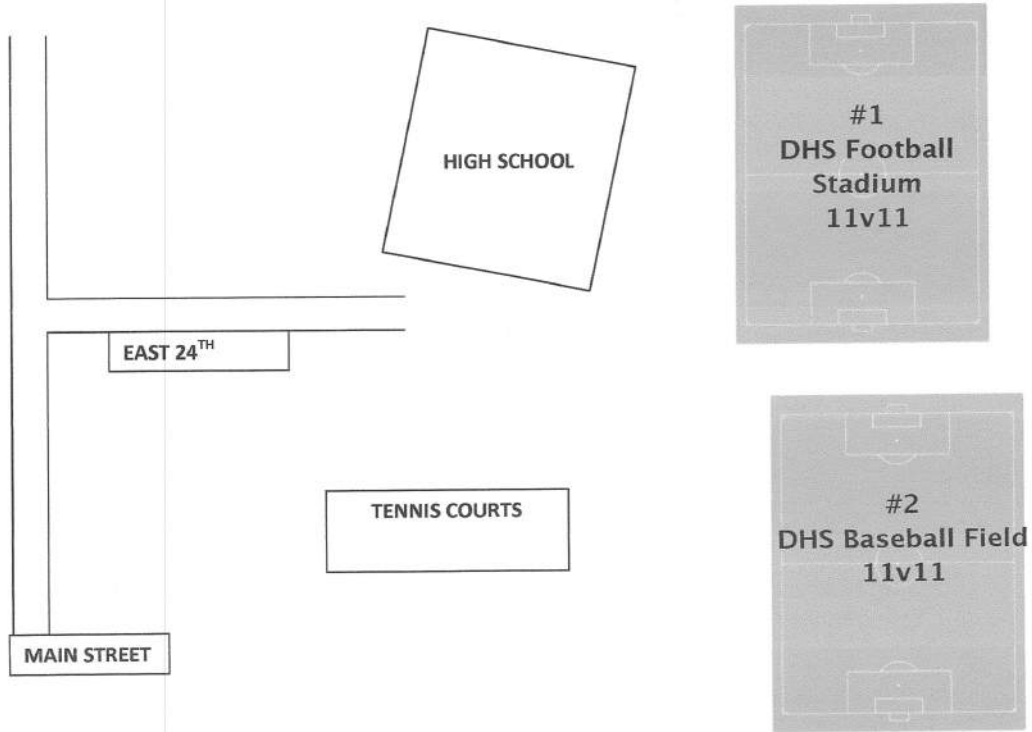 HIGH SCHOOL
#1
DHS Football
Stadium
11v11
EAST 24TH
TENNIS COURTS
#2
DHS Baseball Field
11v11
MAIN STREET